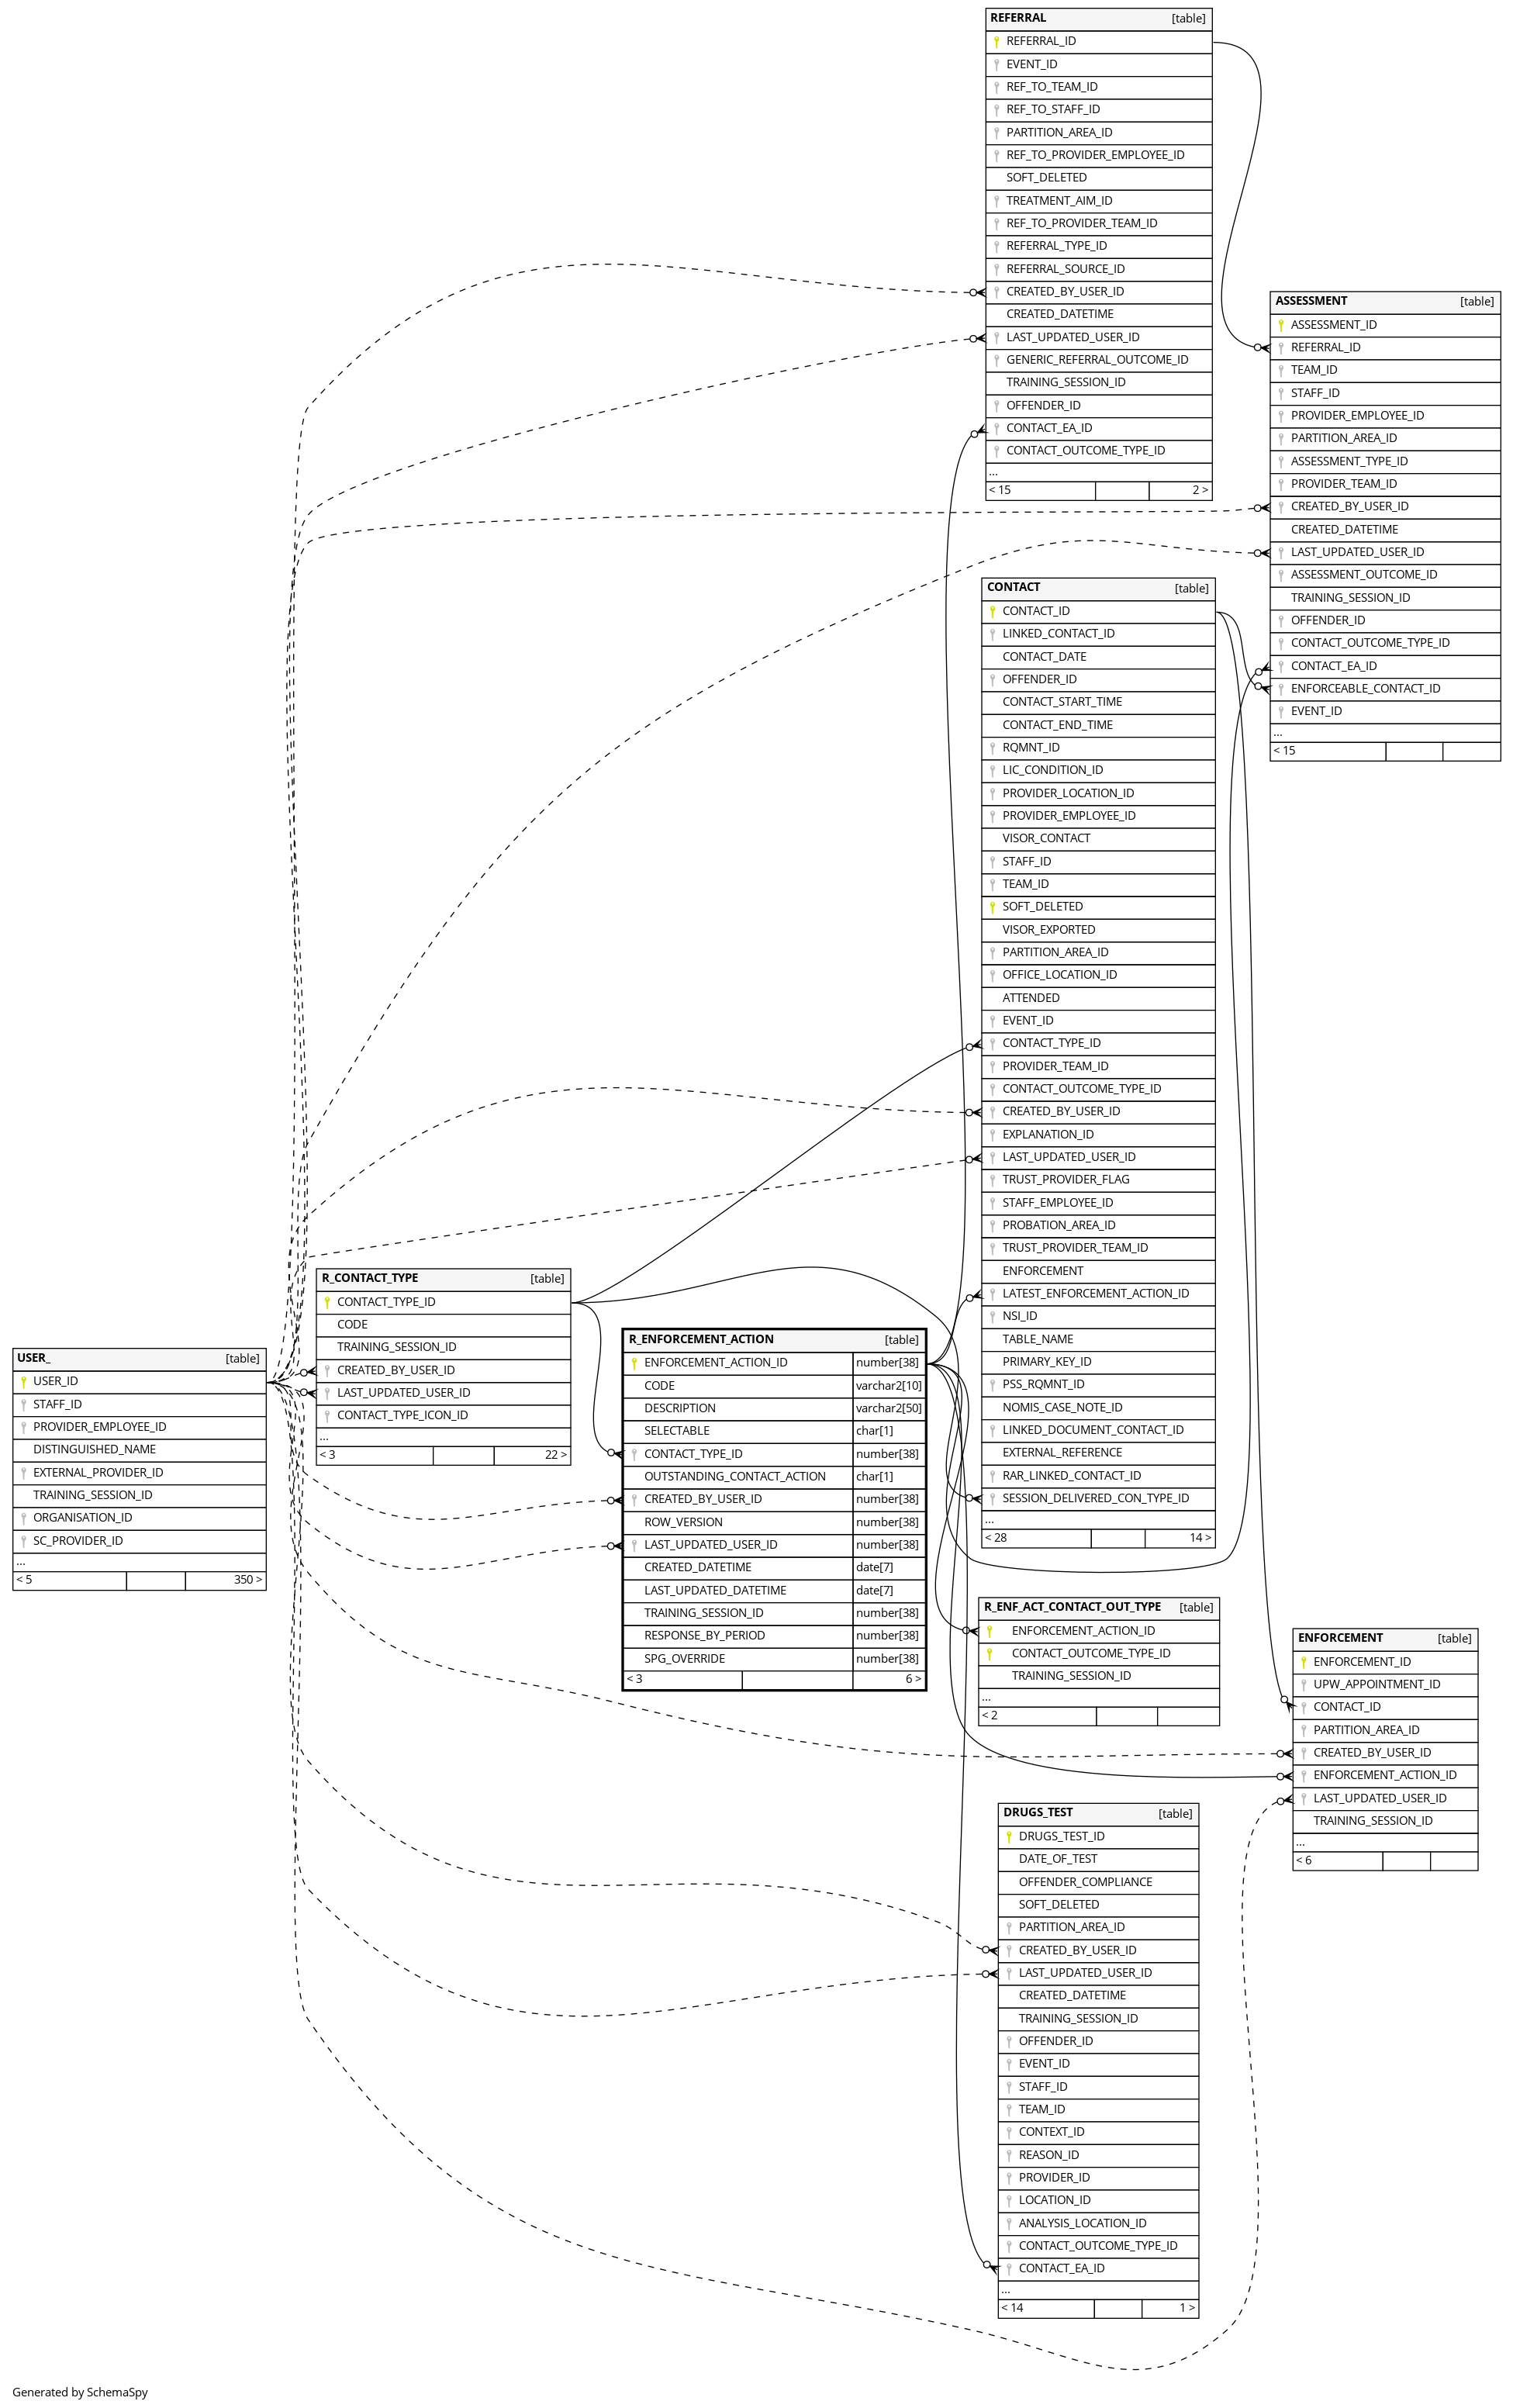 REFERRAL [table]
REFERRAL_ID
EVENT_ID
REF_TO_TEAM_ID
REF_TO_STAFF_ID
PARTITION_AREA_ID
REF_TO_PROVIDER_EMPLOYEE_ID
SOFT_DELETED
TREATMENT_AIM_ID
REF_TO_PROVIDER_TEAM_ID
REFERRAL_TYPE_ID
REFERRAL_SOURCE_ID
CREATED_BY_USER_ID
CREATED_DATETIME
LAST_UPDATED_USER_ID
GENERIC_REFERRAL_OUTCOME_ID
TRAINING_SESSION_ID
OFFENDER_ID
CONTACT_EA_ID
CONTACT_OUTCOME_TYPE_ID
...
< 15 2 >
ASSESSMENT [table]
ASSESSMENT_ID
REFERRAL_ID
TEAM_ID
STAFF_ID
PROVIDER_EMPLOYEE_ID
PARTITION_AREA_ID
ASSESSMENT_TYPE_ID
PROVIDER_TEAM_ID
CREATED_BY_USER_ID
CREATED_DATETIME
LAST_UPDATED_USER_ID
ASSESSMENT_OUTCOME_ID
TRAINING_SESSION_ID
OFFENDER_ID
CONTACT_OUTCOME_TYPE_ID
CONTACT_EA_ID
ENFORCEABLE_CONTACT_ID
EVENT_ID
...
< 15
CONTACT [table]
CONTACT_ID
LINKED_CONTACT_ID
CONTACT_DATE
OFFENDER_ID
CONTACT_START_TIME
CONTACT_END_TIME
RQMNT_ID
LIC_CONDITION_ID
PROVIDER_LOCATION_ID
PROVIDER_EMPLOYEE_ID
VISOR_CONTACT
STAFF_ID
TEAM_ID
SOFT_DELETED
VISOR_EXPORTED
PARTITION_AREA_ID
OFFICE_LOCATION_ID
ATTENDED
EVENT_ID
CONTACT_TYPE_ID
PROVIDER_TEAM_ID
CONTACT_OUTCOME_TYPE_ID
CREATED_BY_USER_ID
EXPLANATION_ID
LAST_UPDATED_USER_ID
TRUST_PROVIDER_FLAG
STAFF_EMPLOYEE_ID
PROBATION_AREA_ID
TRUST_PROVIDER_TEAM_ID
ENFORCEMENT
LATEST_ENFORCEMENT_ACTION_ID
NSI_ID
TABLE_NAME
PRIMARY_KEY_ID
PSS_RQMNT_ID
NOMIS_CASE_NOTE_ID
LINKED_DOCUMENT_CONTACT_ID
EXTERNAL_REFERENCE
RAR_LINKED_CONTACT_ID
SESSION_DELIVERED_CON_TYPE_ID
...
< 28 14 >
R_CONTACT_TYPE [table]
CONTACT_TYPE_ID
CODE
TRAINING_SESSION_ID
CREATED_BY_USER_ID
LAST_UPDATED_USER_ID
CONTACT_TYPE_ICON_ID
...
< 3 22 >
USER_ [table]
USER_ID
STAFF_ID
PROVIDER_EMPLOYEE_ID
DISTINGUISHED_NAME
EXTERNAL_PROVIDER_ID
TRAINING_SESSION_ID
ORGANISATION_ID
SC_PROVIDER_ID
...
< 5 350 >
R_ENFORCEMENT_ACTION [table]
ENFORCEMENT_ACTION_ID number[38]
CODE varchar2[10]
DESCRIPTION varchar2[50]
SELECTABLE char[1]
CONTACT_TYPE_ID number[38]
OUTSTANDING_CONTACT_ACTION char[1]
CREATED_BY_USER_ID number[38]
ROW_VERSION number[38]
LAST_UPDATED_USER_ID number[38]
CREATED_DATETIME date[7]
LAST_UPDATED_DATETIME date[7]
TRAINING_SESSION_ID number[38]
RESPONSE_BY_PERIOD number[38]
SPG_OVERRIDE number[38]
< 3 6 >
R_ENF_ACT_CONTACT_OUT_TYPE [table]
ENFORCEMENT_ACTION_ID
CONTACT_OUTCOME_TYPE_ID
TRAINING_SESSION_ID
...
< 2
ENFORCEMENT [table]
ENFORCEMENT_ID
UPW_APPOINTMENT_ID
CONTACT_ID
PARTITION_AREA_ID
CREATED_BY_USER_ID
ENFORCEMENT_ACTION_ID
LAST_UPDATED_USER_ID
TRAINING_SESSION_ID
...
< 6
DRUGS_TEST [table]
DRUGS_TEST_ID
DATE_OF_TEST
OFFENDER_COMPLIANCE
SOFT_DELETED
PARTITION_AREA_ID
CREATED_BY_USER_ID
LAST_UPDATED_USER_ID
CREATED_DATETIME
TRAINING_SESSION_ID
OFFENDER_ID
EVENT_ID
STAFF_ID
TEAM_ID
CONTEXT_ID
REASON_ID
PROVIDER_ID
LOCATION_ID
ANALYSIS_LOCATION_ID
CONTACT_OUTCOME_TYPE_ID
CONTACT_EA_ID
...
< 14 1 >
Generated by SchemaSpy